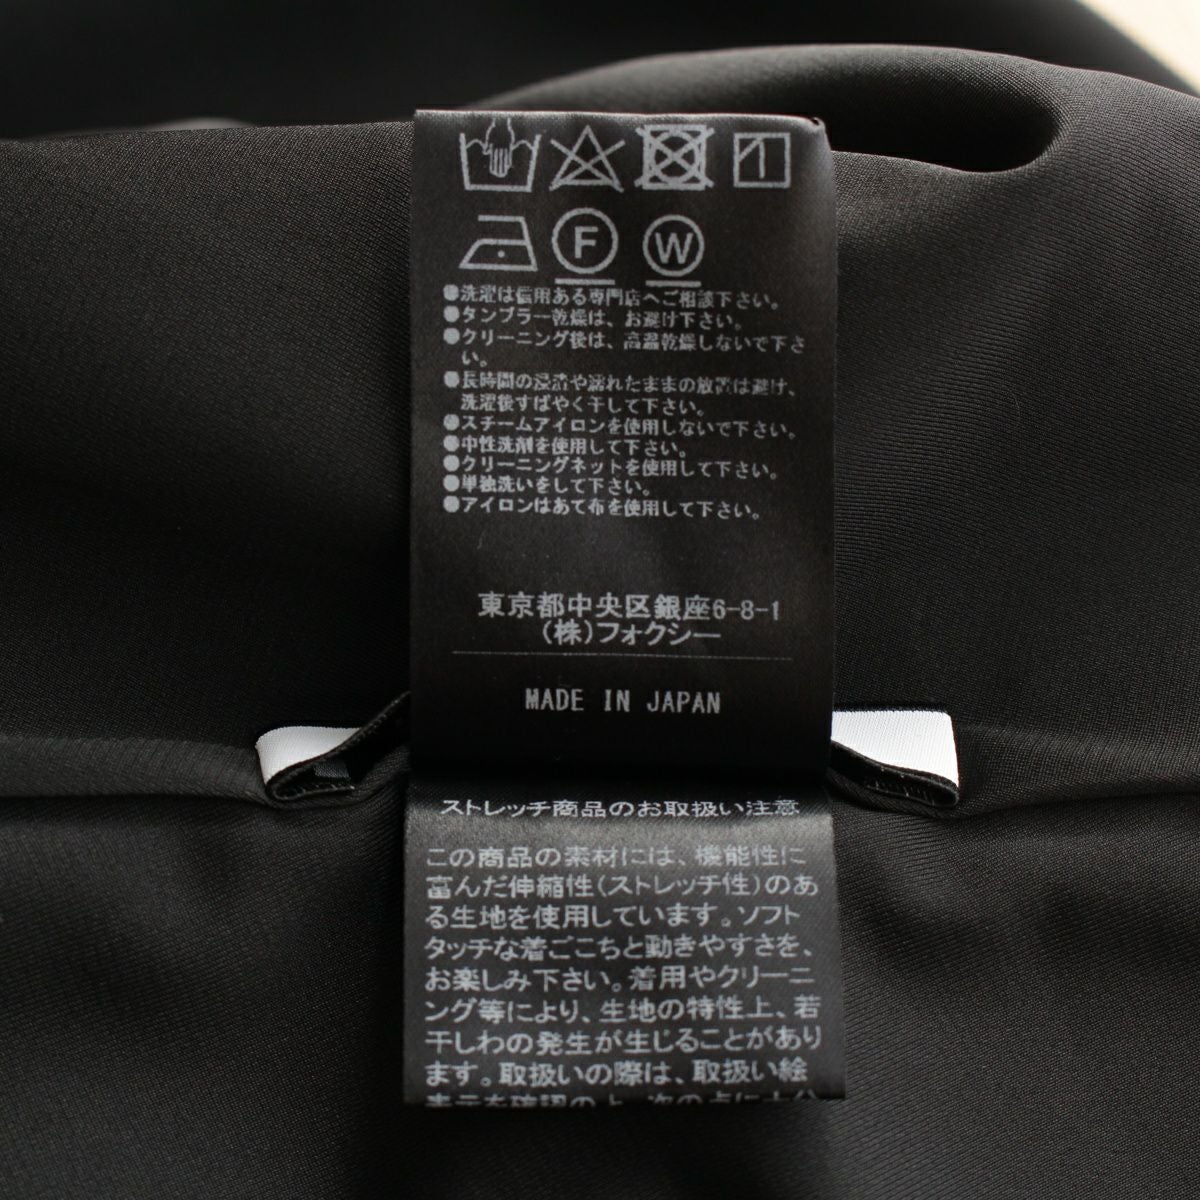 F W
●洗濯は信用ある専門店へご相談下さい。
●タンブラー乾燥は、お避け下さい。
●クリーニング後は、高温乾燥しないで下さ
い。
●長時間の浸漬や濡れたままの放置は避け、
洗濯後すばやく干して下さい。
●スチームアイロンを使用しないで下さい。
●中性洗剤を使用して下さい。
●クリーニングネットを使用して下さい。
●単独洗いをして下さい。
●アイロンはあて布を使用して下さい。
東京都中央区銀座6-8-1
(株)フォクシー
MADE IN JAPAN
ストレッチ商品のお取扱い注意
この商品の素材には、機能性に
富んだ伸縮性(ストレッチ性)のあ
る生地を使用しています。ソフト
タッチな着ごこちと動きやすさを、
お楽しみ下さい。着用やクリーニ
ング等により、生地の特性上、若
干しわの発生が生じることがあり
ます。取扱いの際は、取扱い絵
表示を確認の上、次の点に十分